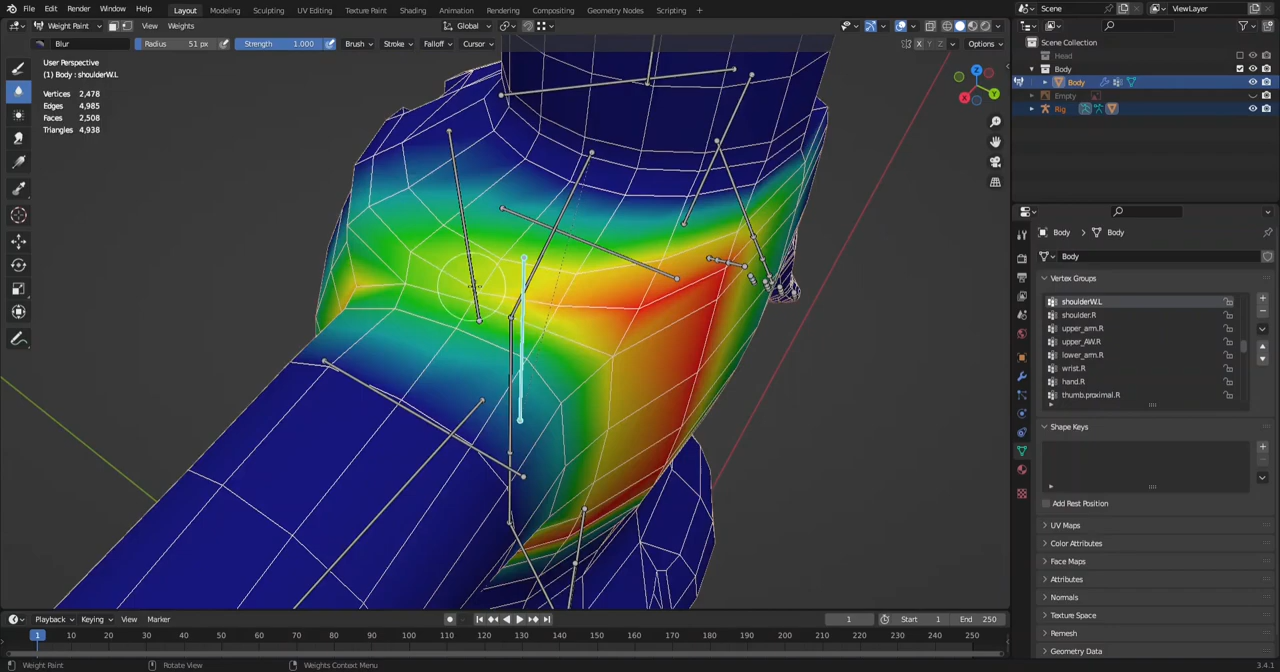 File Edit Render Window Help Layout Modeling Sculpting UV Editing Texture Paint Shading Animation Rendering Compositing Geometry Nodes Scripting + Scene ViewLayer
Weight Paint View Weights Global
Blur Radius 51 px Strength 1.000 Brush Stroke Falloff Cursor X Y Z Options
User Perspective
(1) Body : shoulderW.L
Vertices 2,478
Edges 4,985
Faces 2,508
Triangles 4,938
Z
Y
X
Scene Collection
Head
Body
Body
Empty
Rig
Body Body
Body
Vertex Groups
shoulderW.L
shoulder.R
upper_arm.R
upper_AW.R
lower_arm.R
wrist.R
hand.R
thumb.proximal.R
Shape Keys
Add Rest Position
UV Maps
Color Attributes
Face Maps
Attributes
Normals
Texture Space
Remesh
Geometry Data
Playback Keying View Marker 1 Start 1 End 250
1 10 20 30 40 50 60 70 80 90 100 110 120 130 140 150 160 170 180 190 200 210 220 230 240 250
Weight Paint Rotate View Weights Context Menu 3.4.1